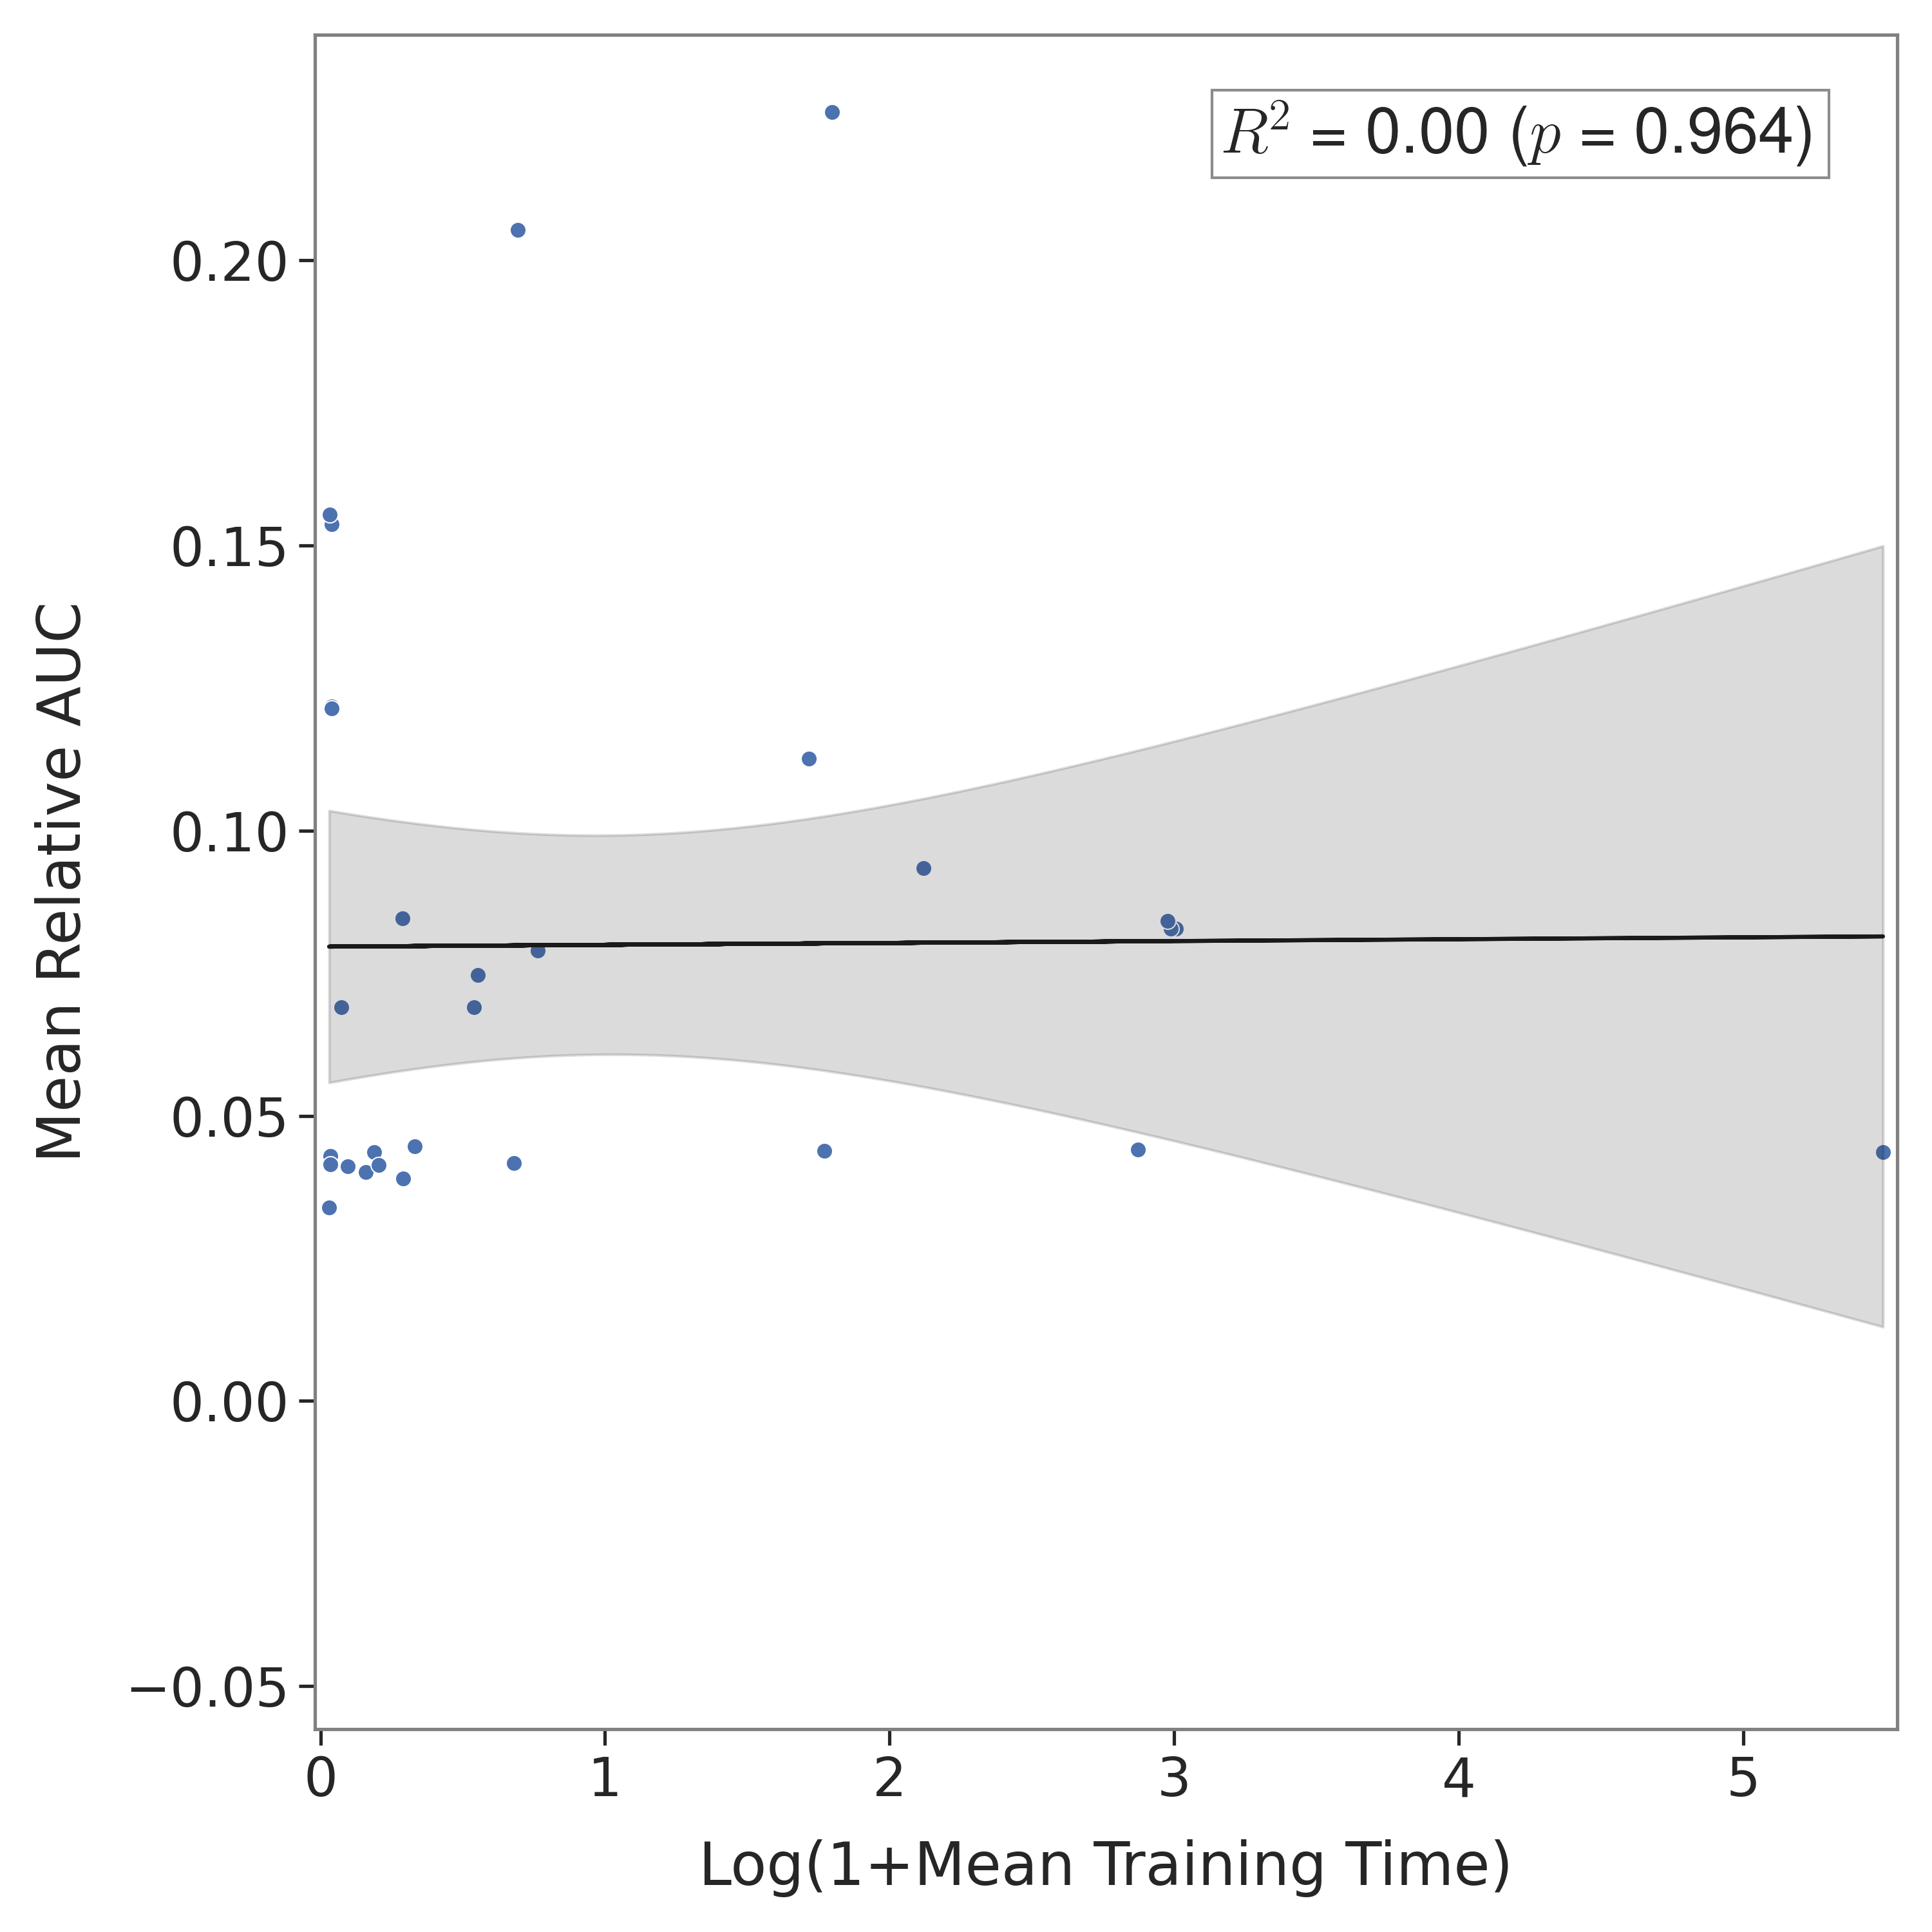 R² = 0.00 (p = 0.964)
Mean Relative AUC
0.20
0.15
0.10
0.05
0.00
−0.05
0 1 2 3 4 5
Log(1+Mean Training Time)